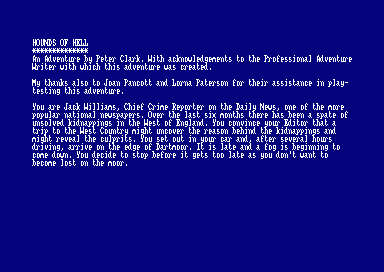 HOUNDS OF HELL
**************
An Adventure by Peter Clark. With acknowledgements to the Professional Adventure
Writer with which this adventure was created.
My thanks also to Joan Pancott and Lorna Paterson for their assistance in play-
testing this adventure.
You are Jack Williams, Chief Crime Reporter on the Daily News, one of the more
popular national newspapers. Over the last six months there has been a spate of
unsolved kidnappings in the West of England. You convince your Editor that a
trip to the West Country might uncover the reason behind the kidnappings and
might reveal the culprits. You set out in your car and, after several hours
driving, arrive on the edge of Dartmoor. It is late and a fog is beginning to
come down. You decide to stop before it gets too late as you don't want to
become lost on the moor.